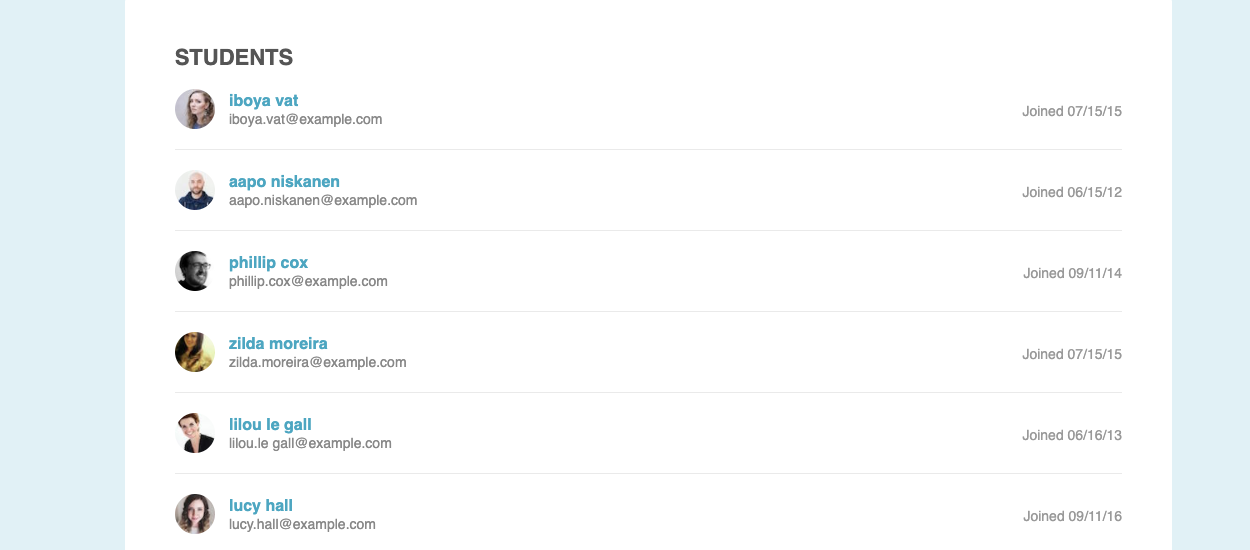 STUDENTS
iboya vat
iboya.vat@example.com
Joined 07/15/15
aapo niskanen
aapo.niskanen@example.com
Joined 06/15/12
phillip cox
phillip.cox@example.com
Joined 09/11/14
zilda moreira
zilda.moreira@example.com
Joined 07/15/15
lilou le gall
lilou.le gall@example.com
Joined 06/16/13
lucy hall
lucy.hall@example.com
Joined 09/11/16